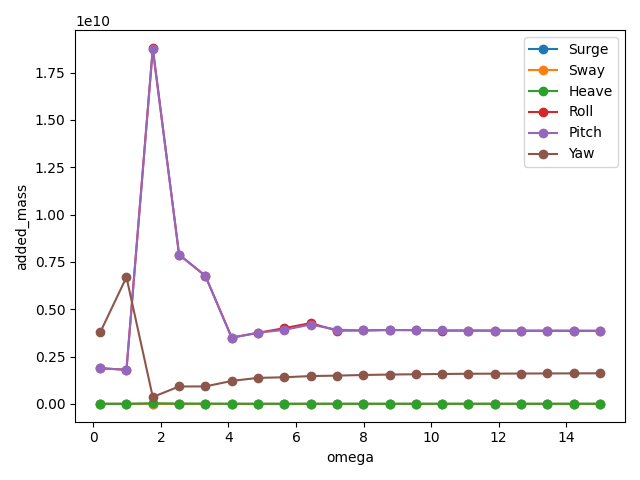 1e10
1.75
1.50
1.25
1.00
0.75
0.50
0.25
0.00
added_mass
0 2 4 6 8 10 12 14
omega
Surge
Sway
Heave
Roll
Pitch
Yaw